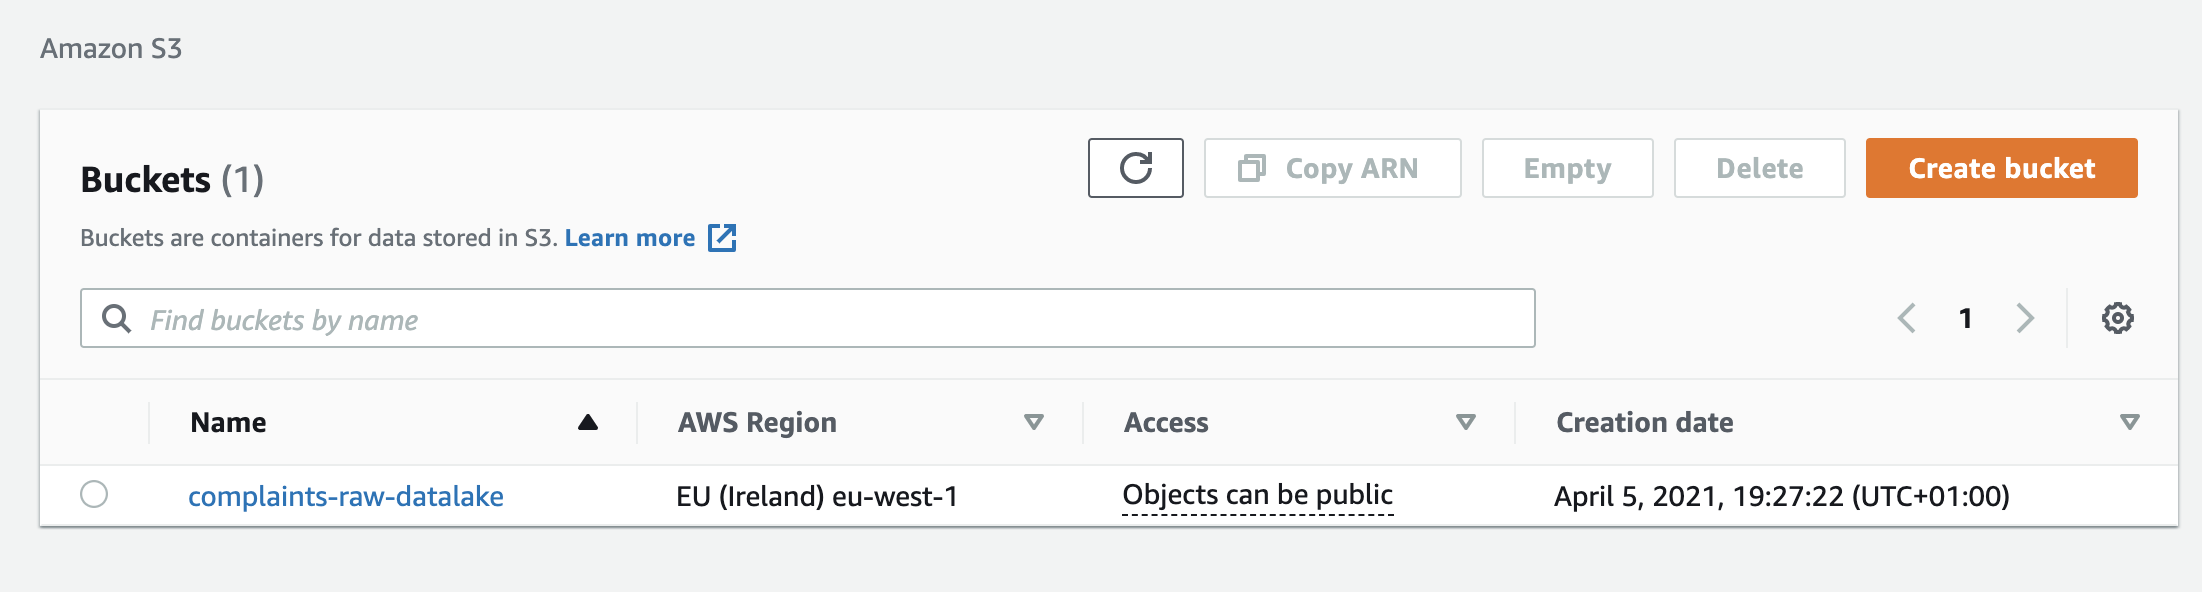 Amazon S3
Buckets (1)
Copy ARN
Empty
Delete
Create bucket
Buckets are containers for data stored in S3. Learn more
Find buckets by name
1
Name AWS Region Access Creation date
complaints-raw-datalake EU (Ireland) eu-west-1 Objects can be public April 5, 2021, 19:27:22 (UTC+01:00)